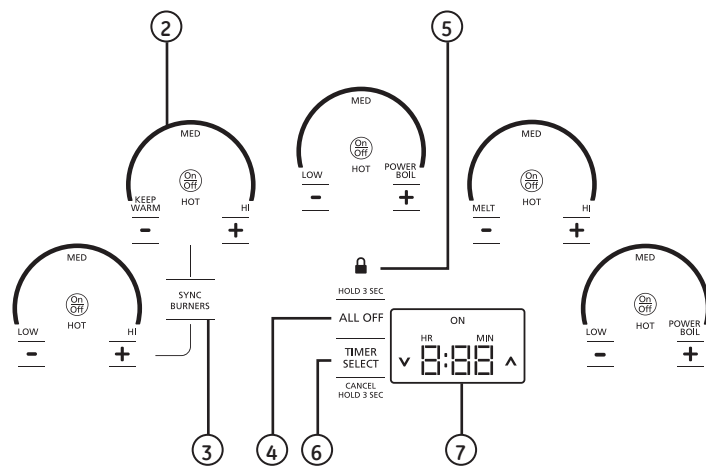 2
5
MED
On
Off
HOT
KEEP
WARM
HI
-
+
MED
On
Off
HOT
LOW
POWER
BOIL
-
+
MED
On
Off
HOT
MELT
HI
-
+
MED
On
Off
HOT
LOW
HI
-
+
SYNC
BURNERS
HOLD 3 SEC
ALL OFF
TIMER
SELECT
CANCEL
HOLD 3 SEC
ON
HR MIN
8:88
MED
On
Off
HOT
LOW
POWER
BOIL
-
+
3
4
6
7